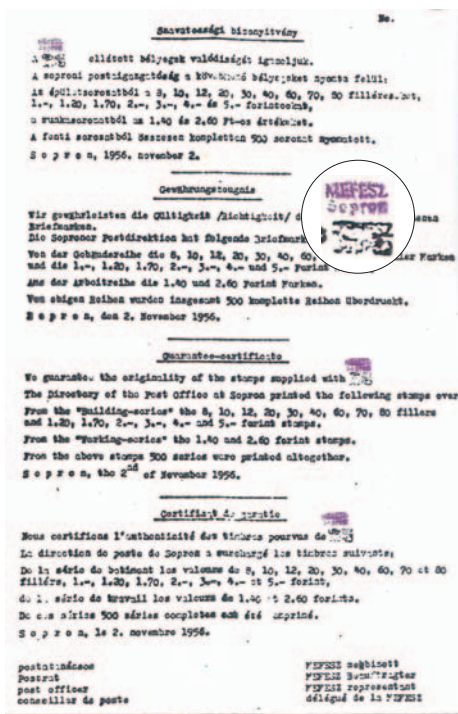 No.
Szavatossági bizonyítvány
A ellátott bélyegek valódiságát igazoljuk.
A soproni postaigazgatóság a következő bélyegeket nyomta felül:
Az épületsorozatból a 8, 10, 12, 20, 30, 40, 60, 70, 80 filléreseket,
1.-, 1.20, 1.70, 2.-, 3.-, 4.- és 5.- forintosokat,
a munkasorozatból az 1.40 és 2.60 Ft-os értékeket.
A fenti sorozatból összesen kompletten 500 sorozat nyomatott.
S o p r o n, 1956. november 2.
Gewährungszeugnis
MEFESZ
Sopron
Wir gewährleisten die Gültigkeit /Richtigkeit/ d
Briefmarken.
Die Soproner Postdirektion hat folgende Briefmark
Von der Gebäudereihe die 8, 10, 12, 20, 30, 40, 60, Marken
und die 1.-, 1.20, 1.70, 2.-, 3.-, 4.- und 5.- Forint
Aus der Arbeitreihe die 1.40 und 2.60 Forint Marken.
Von obigen Reihen wurden insgesamt 500 komplette Reihen überdruckt.
S o p r o n, den 2. November 1956.
Guarantee-certificate
We guarantee the originality of the stamps supplied with
The Directory of the Post Office at Sopron printed the following stamps over
From the "Building-series" the 8, 10, 12, 20, 30, 40, 60, 70, 80 fillers
and 1.20, 1.70, 2.-, 3.-, 4.- and 5.- forint stamps.
From the "Working-series" the 1.40 and 2.60 forint stamps.
From the above stamps 500 series were printed altogether.
S o p r o n, the 2nd of November 1956.
Certifiant de garantie
Nous certifions l'authenticité des timbres pourvus de
La direction de poste de Sopron a surchargé les timbres suivants:
De la série de batiment les valeurs de 8, 10, 12, 20, 30, 40, 60, 70 et 80
fillérs, 1.-, 1.20, 1.70, 2.-, 3.-, 4.- et 5.- forint,
de la série de travail les valeurs de 1.40 et 2.60 forints.
De ces séries 500 séries completes ont été imprimé.
S o p r o n, le 2. novembre 1956.
postatanácsos
Postrat
post officer
conseillar de poste
MEFESZ megbizott
MEFESZ Beauftragter
MEFESZ representant
délégué de la MEFESZ